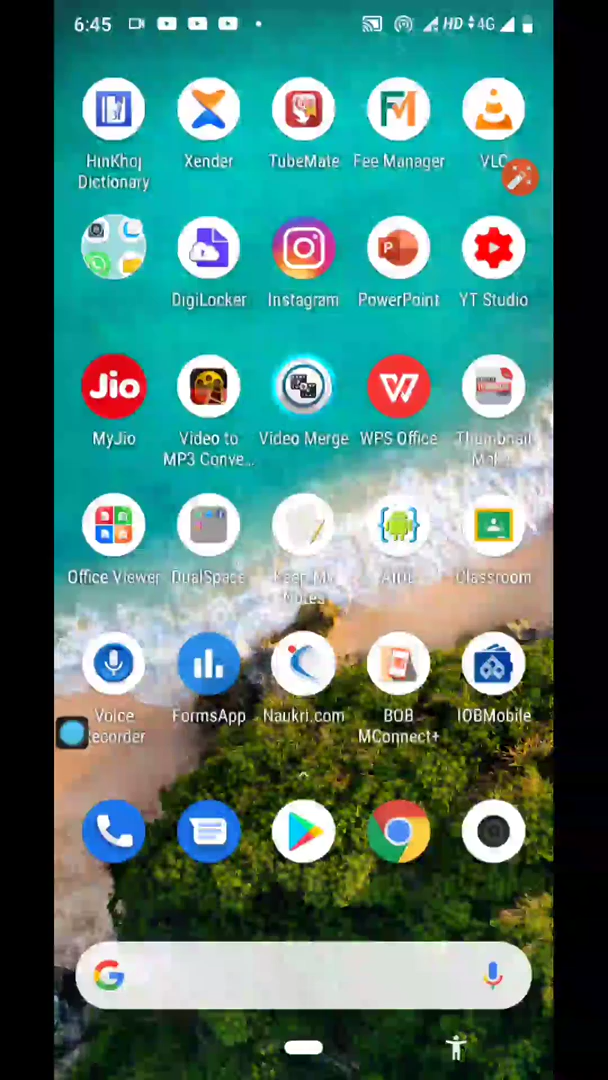 6:45 HD 4G
HinKhoj Dictionary
Xender
TubeMate
Fee Manager
VLC
DigiLocker
Instagram
PowerPoint
YT Studio
Jio
MyJio
Video to MP3 Conve...
Video Merge
WPS Office
Thumbnail Make..
Office Viewer
DualSpace
Keep My Notes
AIDE
Classroom
Voice Recorder
FormsApp
Naukri.com
BOB MConnect+
IOBMobile